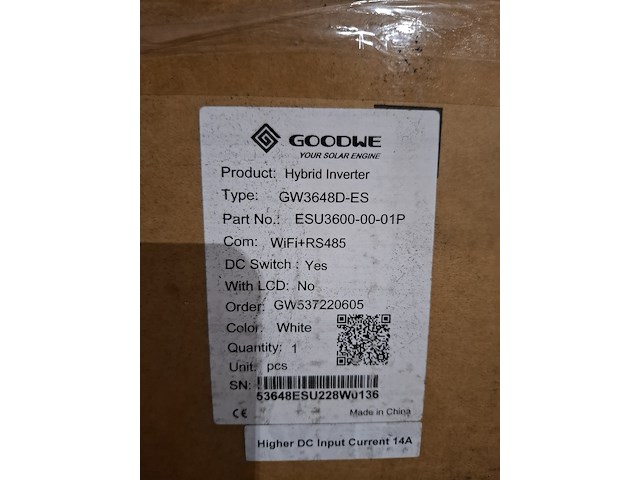 GOODWE
YOUR SOLAR ENGINE
Product: Hybrid Inverter
Type: GW3648D-ES
Part No.: ESU3600-00-01P
Com: WiFi+RS485
DC Switch : Yes
With LCD: No
Order: GW537220605
Color: White
Quantity: 1
Unit: pcs
SN:
53648ESU228W0136
CE Made in China
Higher DC Input Current 14A